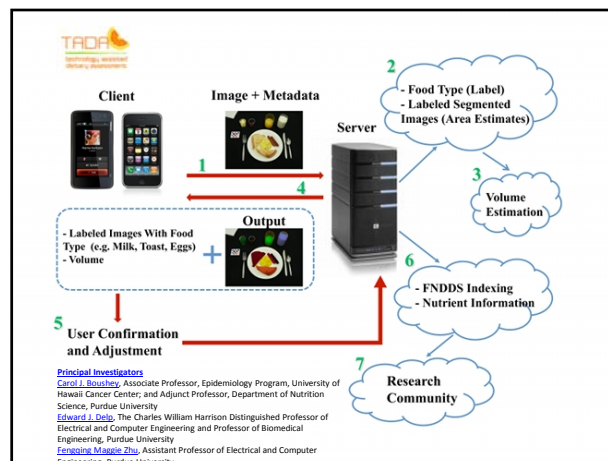 TADA
technology assisted
dietary assessment
Client
Image + Metadata
Server
1
4
2
- Food Type (Label)
- Labeled Segmented
Images (Area Estimates)
3
Volume
Estimation
- Labeled Images With Food
Type (e.g. Milk, Toast, Eggs)
- Volume
+
Output
5
User Confirmation
and Adjustment
6
- FNDDS Indexing
- Nutrient Information
7
Research
Community
Principal Investigators
Carol J. Boushey, Associate Professor, Epidemiology Program, University of
Hawaii Cancer Center; and Adjunct Professor, Department of Nutrition
Science, Purdue University
Edward J. Delp, The Charles William Harrison Distinguished Professor of
Electrical and Computer Engineering and Professor of Biomedical
Engineering, Purdue University
Fengqing Maggie Zhu, Assistant Professor of Electrical and Computer
Engineering, Purdue University